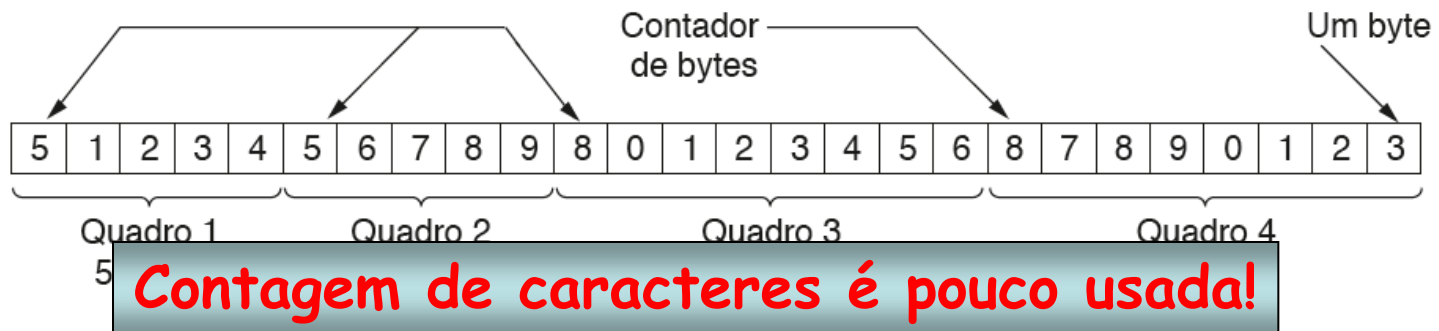 Contador
de bytes
Um byte
5 1 2 3 4 5 6 7 8 9 8 0 1 2 3 4 5 6 8 7 8 9 0 1 2 3
Quadro 1 Quadro 2 Quadro 3 Quadro 4
5
Contagem de caracteres é pouco usada!